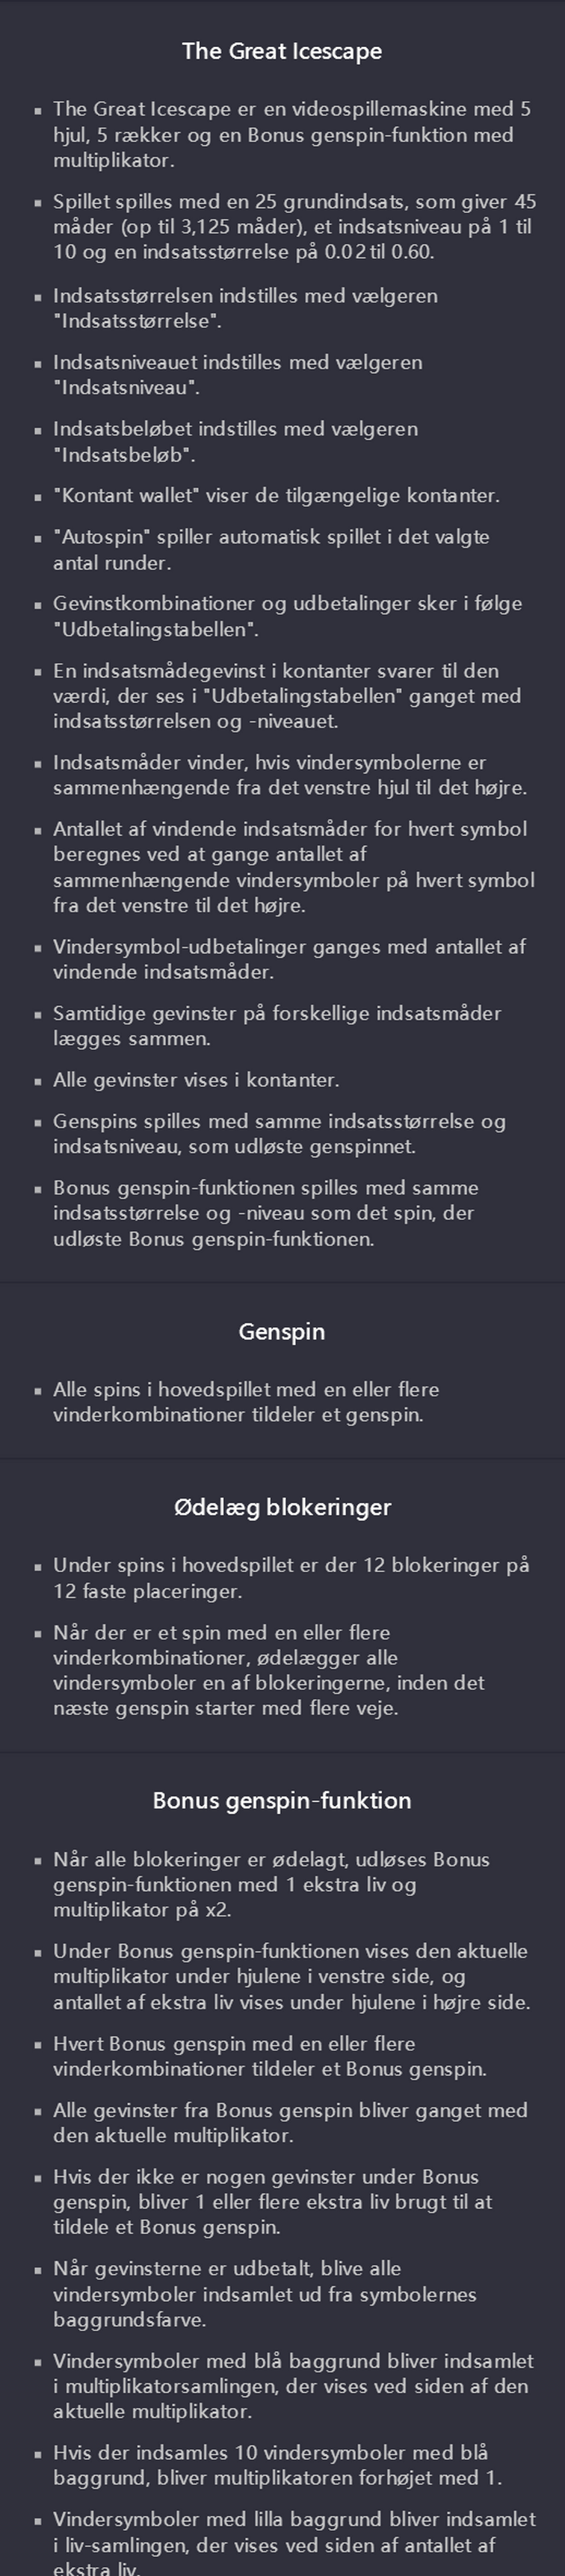 The Great Icescape
▪ The Great Icescape er en videospillemaskine med 5
hjul, 5 rækker og en Bonus genspin-funktion med
multiplikator.
▪ Spillet spilles med en 25 grundindsats, som giver 45
måder (op til 3,125 måder), et indsatsniveau på 1 til
10 og en indsatsstørrelse på 0.02 til 0.60.
▪ Indsatsstørrelsen indstilles med vælgeren
"Indsatsstørrelse".
▪ Indsatsniveauet indstilles med vælgeren
"Indsatsniveau".
▪ Indsatsbeløbet indstilles med vælgeren
"Indsatsbeløb".
▪ "Kontant wallet" viser de tilgængelige kontanter.
▪ "Autospin" spiller automatisk spillet i det valgte
antal runder.
▪ Gevinstkombinationer og udbetalinger sker i følge
"Udbetalingstabellen".
▪ En indsatsmådegevinst i kontanter svarer til den
værdi, der ses i "Udbetalingstabellen" ganget med
indsatsstørrelsen og -niveauet.
▪ Indsatsmåder vinder, hvis vindersymbolerne er
sammenhængende fra det venstre hjul til det højre.
▪ Antallet af vindende indsatsmåder for hvert symbol
beregnes ved at gange antallet af
sammenhængende vindersymboler på hvert symbol
fra det venstre til det højre.
▪ Vindersymbol-udbetalinger ganges med antallet af
vindende indsatsmåder.
▪ Samtidige gevinster på forskellige indsatsmåder
lægges sammen.
▪ Alle gevinster vises i kontanter.
▪ Genspins spilles med samme indsatsstørrelse og
indsatsniveau, som udløste genspinnet.
▪ Bonus genspin-funktionen spilles med samme
indsatsstørrelse og -niveau som det spin, der
udløste Bonus genspin-funktionen.
Genspin
▪ Alle spins i hovedspillet med en eller flere
vinderkombinationer tildeler et genspin.
Ødelæg blokeringer
▪ Under spins i hovedspillet er der 12 blokeringer på
12 faste placeringer.
▪ Når der er et spin med en eller flere
vinderkombinationer, ødelægger alle
vindersymboler en af blokeringerne, inden det
næste genspin starter med flere veje.
Bonus genspin-funktion
▪ Når alle blokeringer er ødelagt, udløses Bonus
genspin-funktionen med 1 ekstra liv og
multiplikator på x2.
▪ Under Bonus genspin-funktionen vises den aktuelle
multiplikator under hjulene i venstre side, og
antallet af ekstra liv vises under hjulene i højre side.
▪ Hvert Bonus genspin med en eller flere
vinderkombinationer tildeler et Bonus genspin.
▪ Alle gevinster fra Bonus genspin bliver ganget med
den aktuelle multiplikator.
▪ Hvis der ikke er nogen gevinster under Bonus
genspin, bliver 1 eller flere ekstra liv brugt til at
tildele et Bonus genspin.
▪ Når gevinsterne er udbetalt, blive alle
vindersymboler indsamlet ud fra symbolernes
baggrundsfarve.
▪ Vindersymboler med blå baggrund bliver indsamlet
i multiplikatorsamlingen, der vises ved siden af den
aktuelle multiplikator.
▪ Hvis der indsamles 10 vindersymboler med blå
baggrund, bliver multiplikatoren forhøjet med 1.
▪ Vindersymboler med lilla baggrund bliver indsamlet
i liv-samlingen, der vises ved siden af antallet af
ekstra liv.